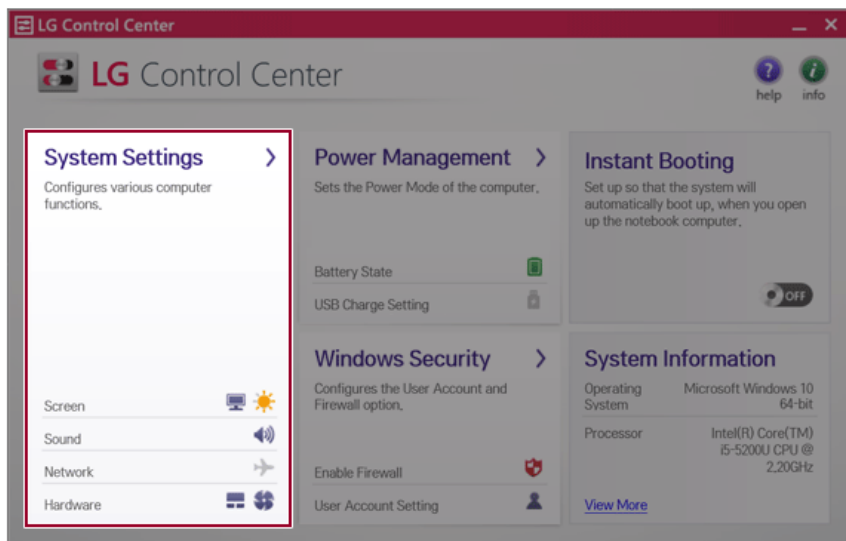 LG Control Center
LG Control Center
help info
System Settings
Configures various computer
functions.
Screen
Sound
Network
Hardware
Power Management
Sets the Power Mode of the computer.
Battery State
USB Charge Setting
Instant Booting
Set up so that the system will
automatically boot up, when you open
up the notebook computer.
OFF
Windows Security
Configures the User Account and
Firewall option.
Enable Firewall
User Account Setting
System Information
Operating Microsoft Windows 10
System 64-bit
Processor Intel(R) Core(TM)
i5-5200U CPU @
2.20GHz
View More